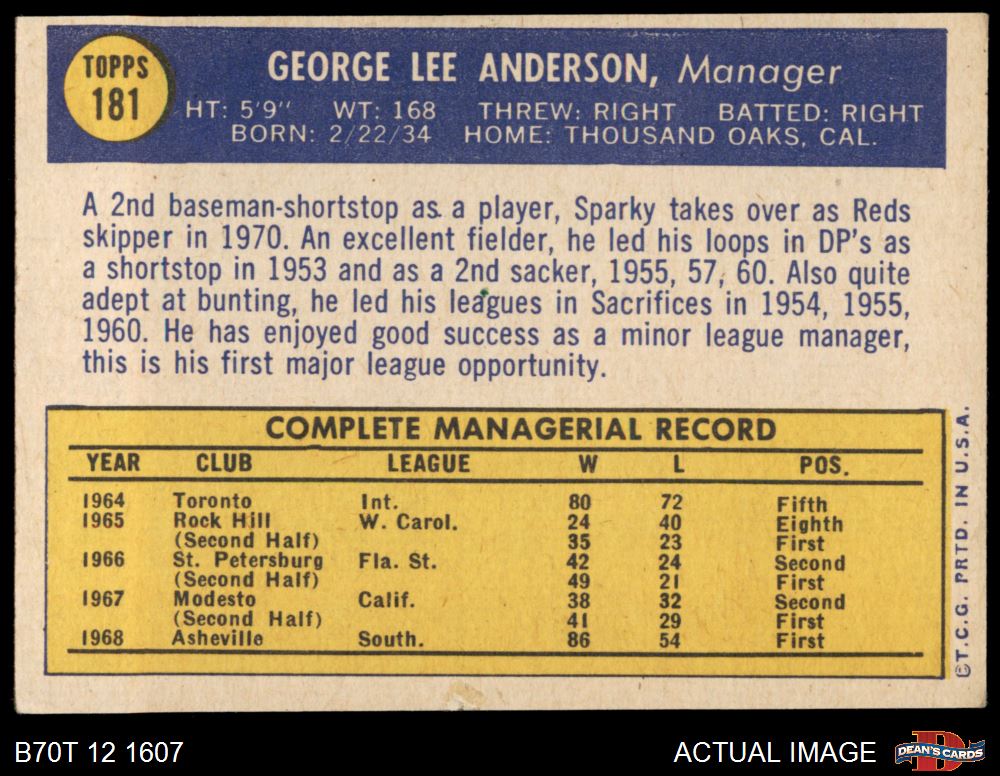 TOPPS
181
GEORGE LEE ANDERSON, Manager
HT: 5'9" WT: 168 THREW: RIGHT BATTED: RIGHT
BORN: 2/22/34 HOME: THOUSAND OAKS, CAL.
A 2nd baseman-shortstop as a player, Sparky takes over as Reds
skipper in 1970. An excellent fielder, he led his loops in DP's as
a shortstop in 1953 and as a 2nd sacker, 1955, 57, 60. Also quite
adept at bunting, he led his leagues in Sacrifices in 1954, 1955,
1960. He has enjoyed good success as a minor league manager,
this is his first major league opportunity.
COMPLETE MANAGERIAL RECORD
YEAR CLUB LEAGUE W L POS.
1964 Toronto Int. 80 72 Fifth
1965 Rock Hill W. Carol. 24 40 Eighth
(Second Half) 35 23 First
1966 St. Petersburg Fla. St. 42 24 Second
(Second Half) 49 21 First
1967 Modesto Calif. 38 32 Second
(Second Half) 41 29 First
1968 Asheville South. 86 54 First
©T.C.G. PRTD. IN U.S.A.
B70T 12 1607 ACTUAL IMAGE
DEAN'S CARDS